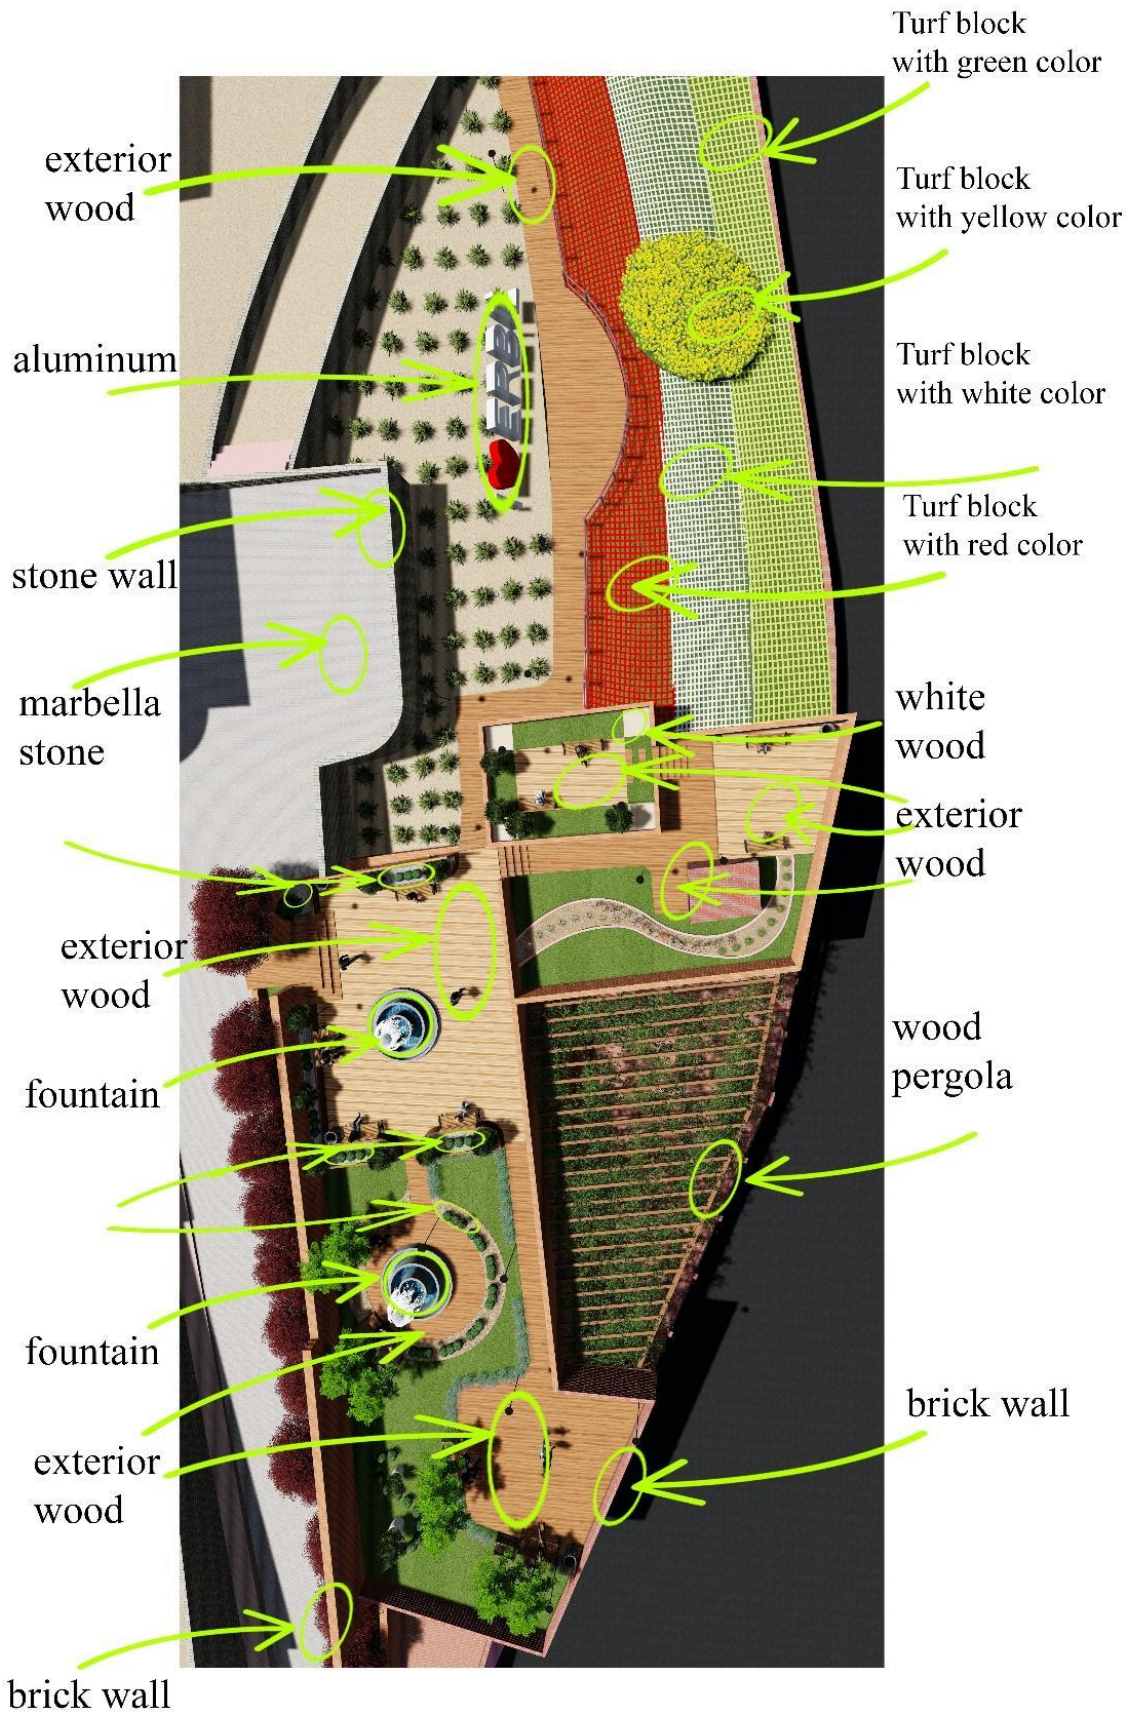 Turf block
with green color
exterior
wood
Turf block
with yellow color
aluminum
Turf block
with white color
ERBIL
Turf block
with red color
stone wall
marbella
stone
white
wood
exterior
wood
exterior
wood
wood
pergola
fountain
fountain
brick wall
exterior
wood
brick wall